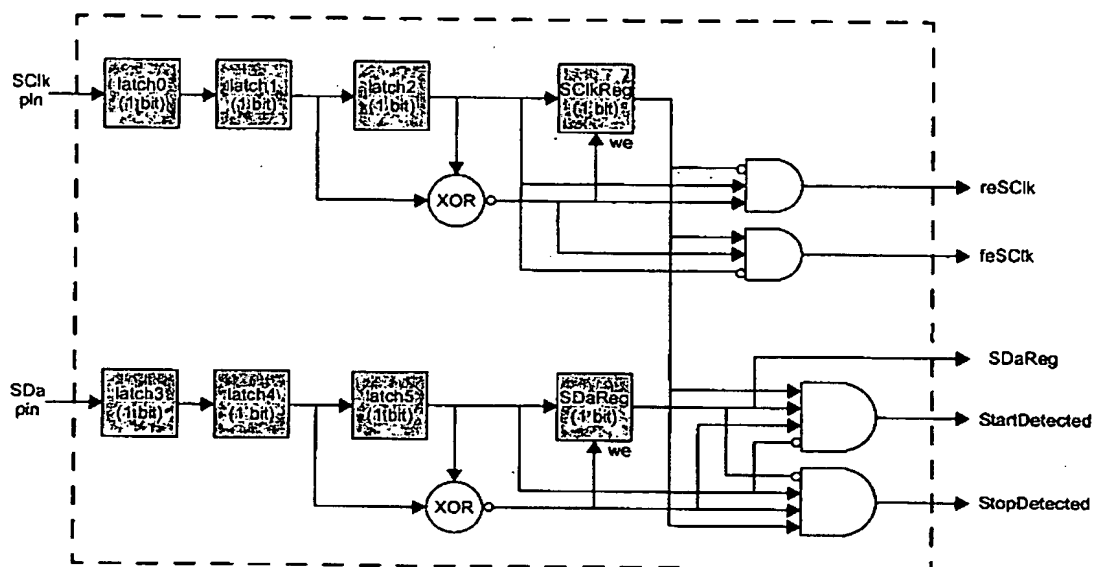 SClk
pin
latch0
(1 bit)
latch1
(1 bit)
latch2
(1 bit)
SClkReg
(1 bit)
we
XOR
reSClk
feSClk
SDa
pin
latch3
(1 bit)
latch4
(1 bit)
latch5
(1 bit)
SDaReg
(1 bit)
we
XOR
SDaReg
StartDetected
StopDetected